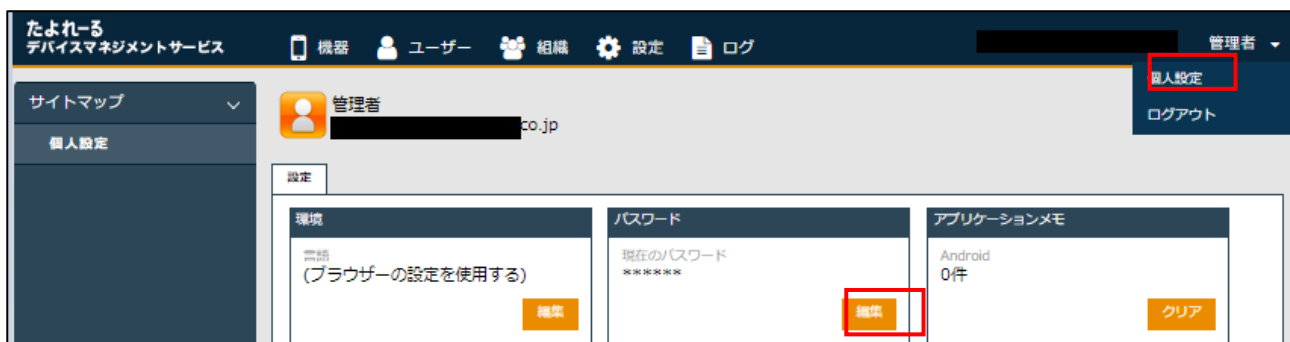 たよれーる
デバイスマネジメントサービス
機器 ユーザー 組織 設定 ログ
管理者
個人設定
ログアウト
サイトマップ
個人設定
管理者
co.jp
設定
環境
言語
(ブラウザーの設定を使用する)
編集
パスワード
現在のパスワード
******
編集
アプリケーションメモ
Android
0件
クリア